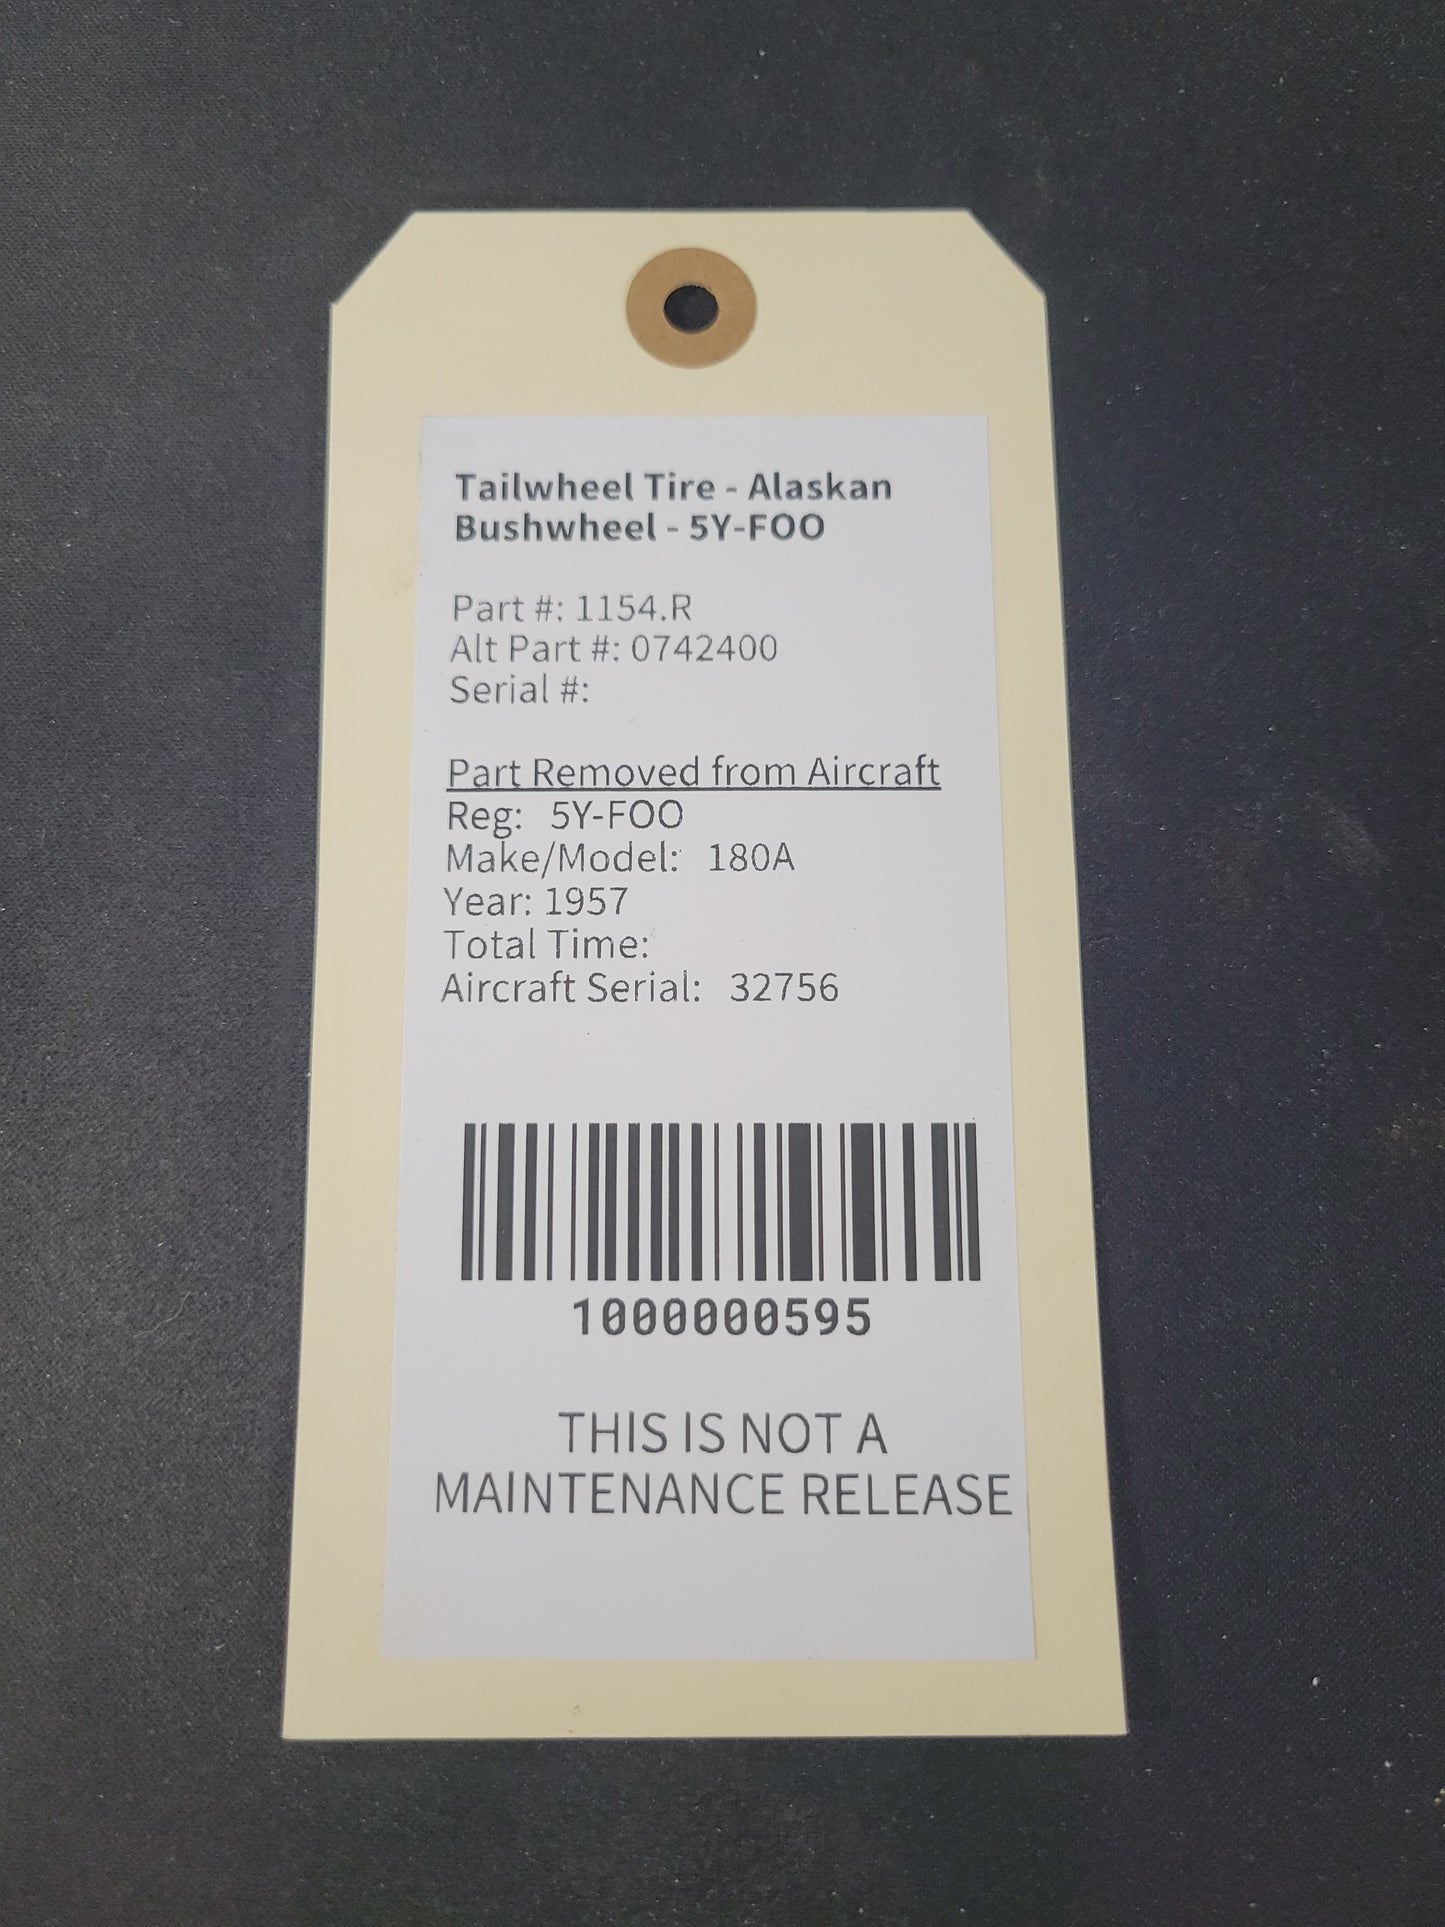 Tailwheel Tire - Alaskan
Bushwheel - 5Y-FOO
Part #: 1154.R
Alt Part #: 0742400
Serial #:
Part Removed from Aircraft
Reg: 5Y-FOO
Make/Model: 180A
Year: 1957
Total Time:
Aircraft Serial: 32756
1000000595
THIS IS NOT A
MAINTENANCE RELEASE